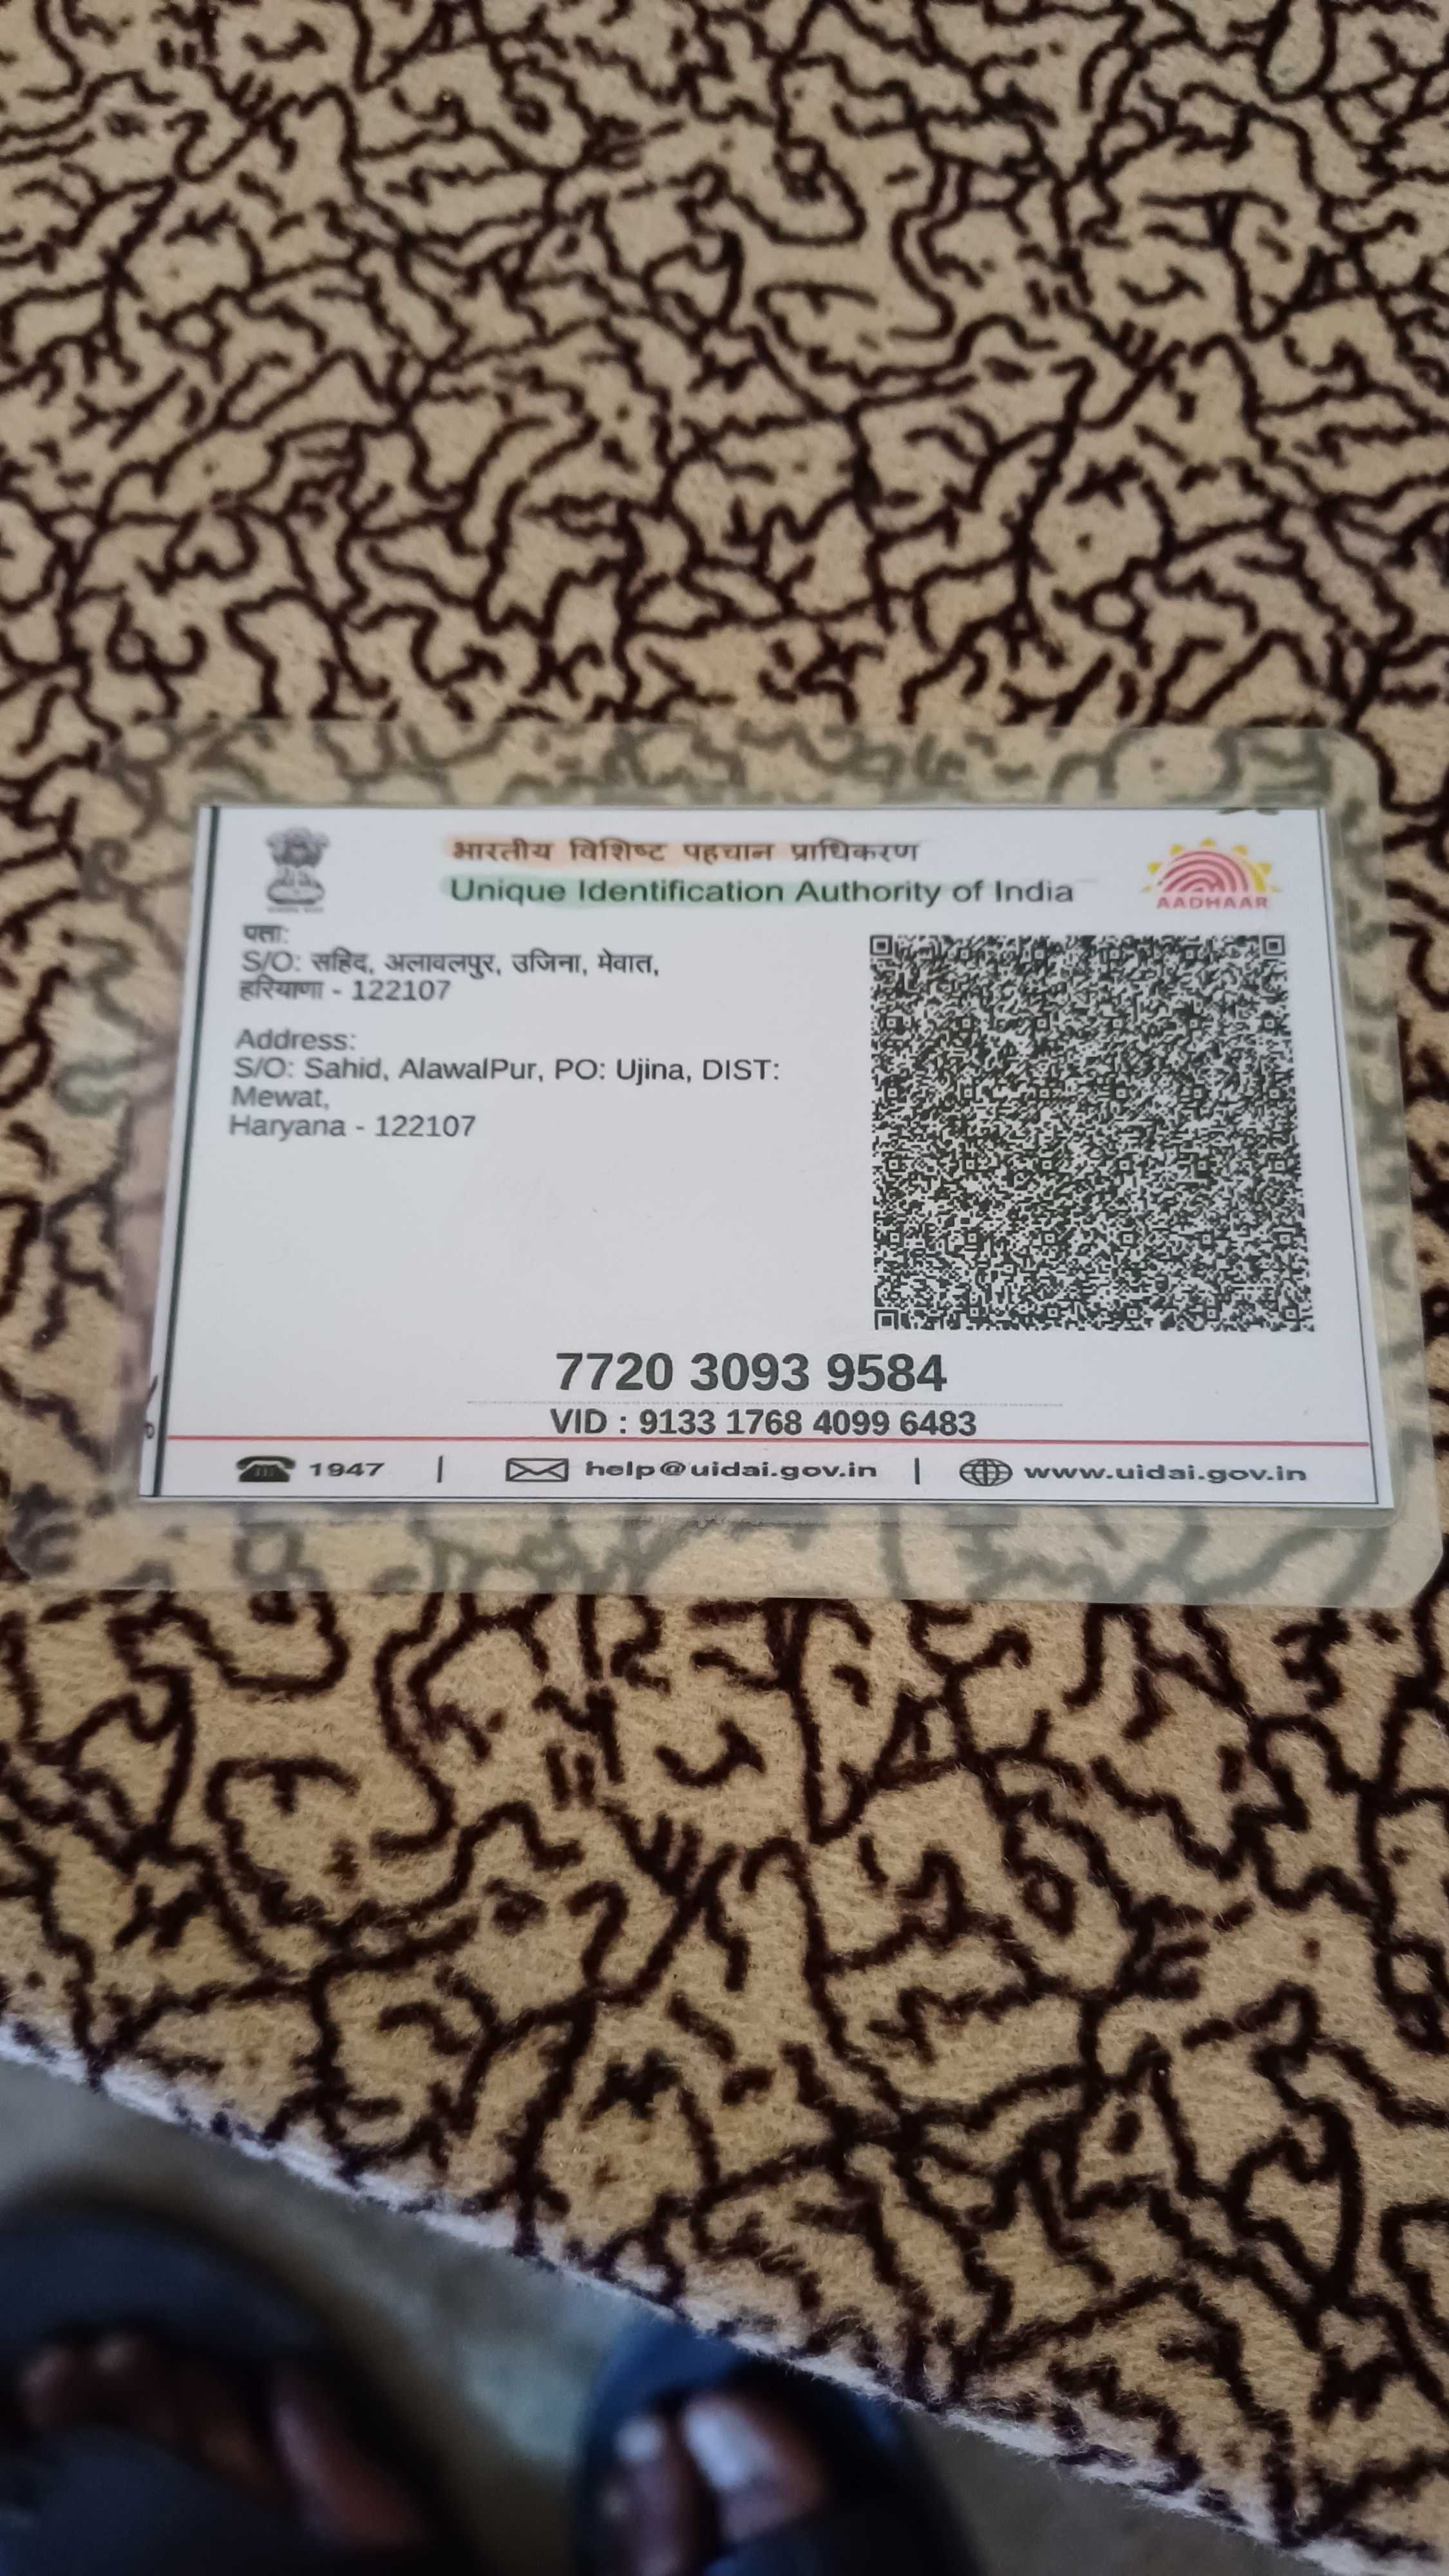 भारतीय विशिष्ट पहचान प्राधिकरण
Unique Identification Authority of India
AADHAAR
पता:
S/O: सहिद, अलावलपुर, उजिना, मेवात,
हरियाणा - 122107
Address:
S/O: Sahid, AlawalPur, PO: Ujina, DIST:
Mewat,
Haryana - 122107
7720 3093 9584
VID : 9133 1768 4099 6483
1947 | help@uidai.gov.in | www.uidai.gov.in